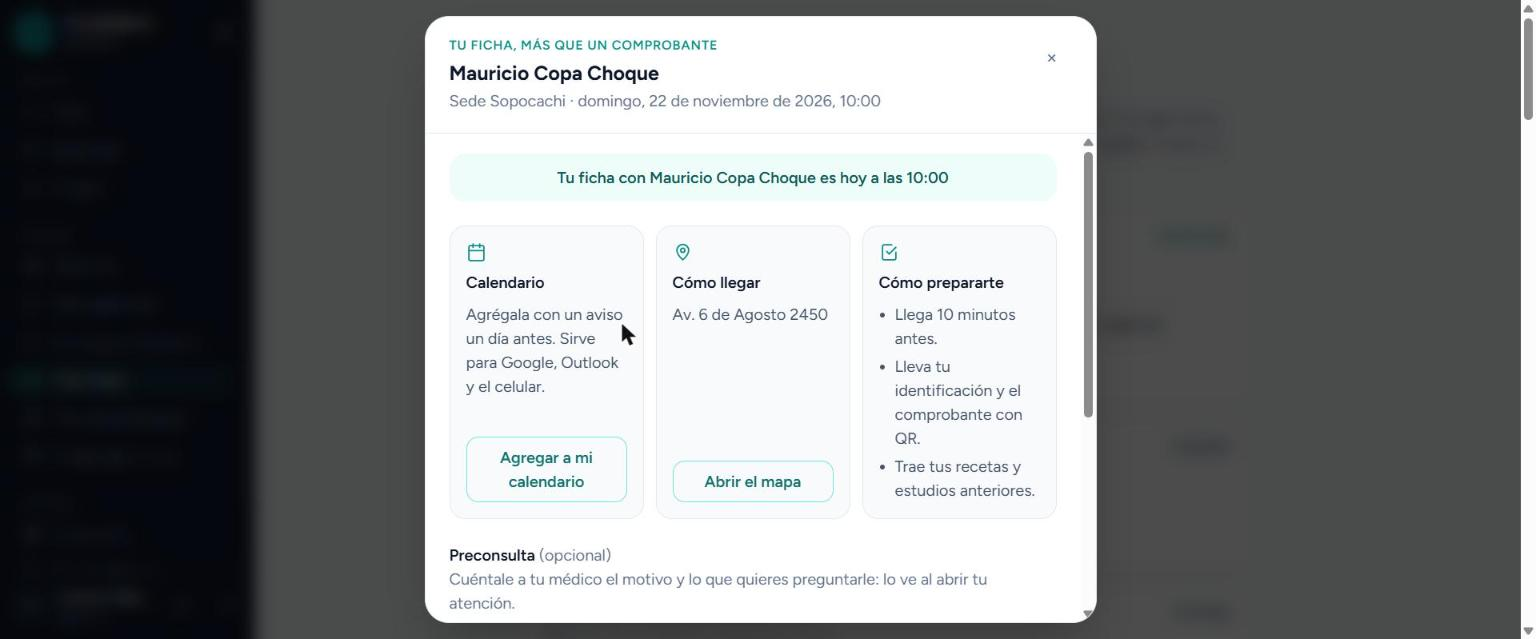 TU FICHA, MÁS QUE UN COMPROBANTE
Mauricio Copa Choque
×
Sede Sopocachi · domingo, 22 de noviembre de 2026, 10:00
Tu ficha con Mauricio Copa Choque es hoy a las 10:00
Calendario
Agrégala con un aviso
un día antes. Sirve
para Google, Outlook
y el celular.
Agregar a mi
calendario
Cómo llegar
Av. 6 de Agosto 2450
Abrir el mapa
Cómo prepararte
• Llega 10 minutos
antes.
• Lleva tu
identificación y el
comprobante con
QR.
• Trae tus recetas y
estudios anteriores.
Preconsulta (opcional)
Cuéntale a tu médico el motivo y lo que quieres preguntarle: lo ve al abrir tu
atención.